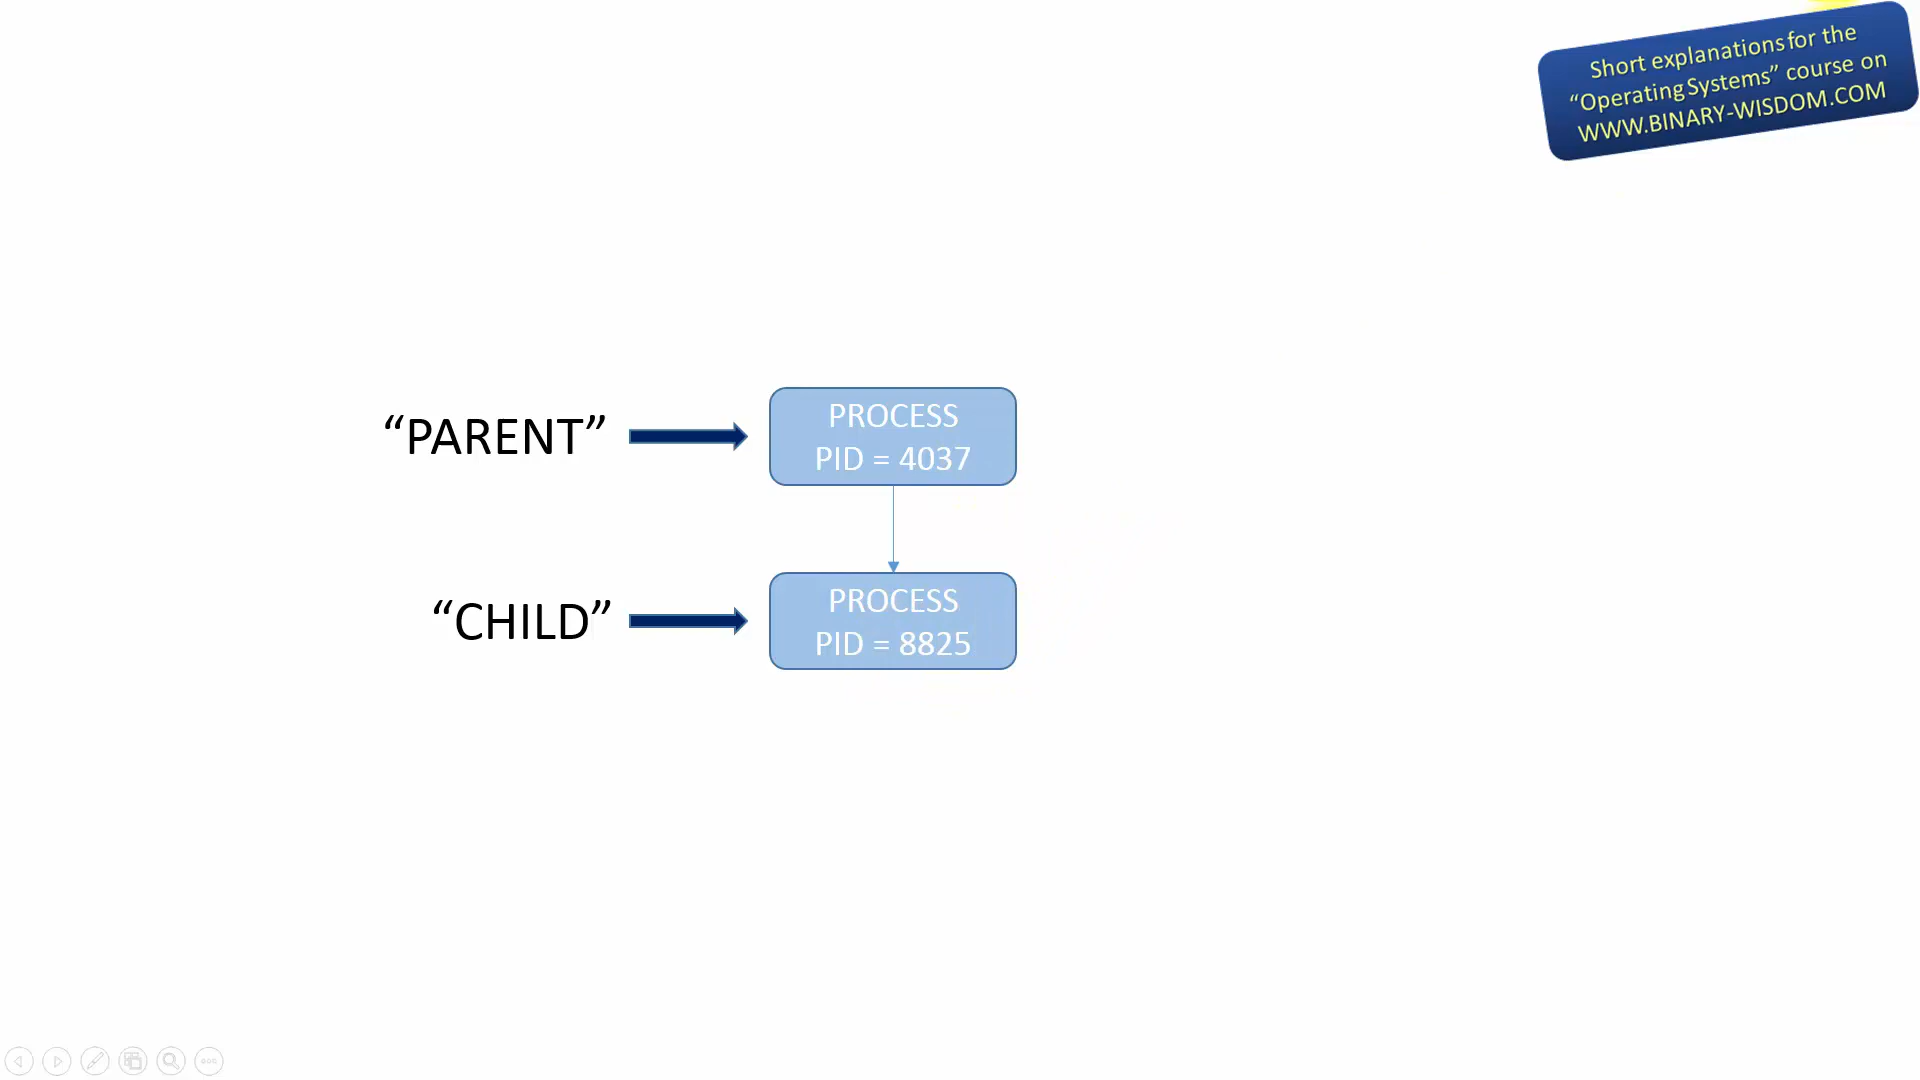 Short explanations for the
“Operating Systems” course on
WWW.BINARY-WISDOM.COM
“PARENT”
PROCESS
PID = 4037
“CHILD”
PROCESS
PID = 8825